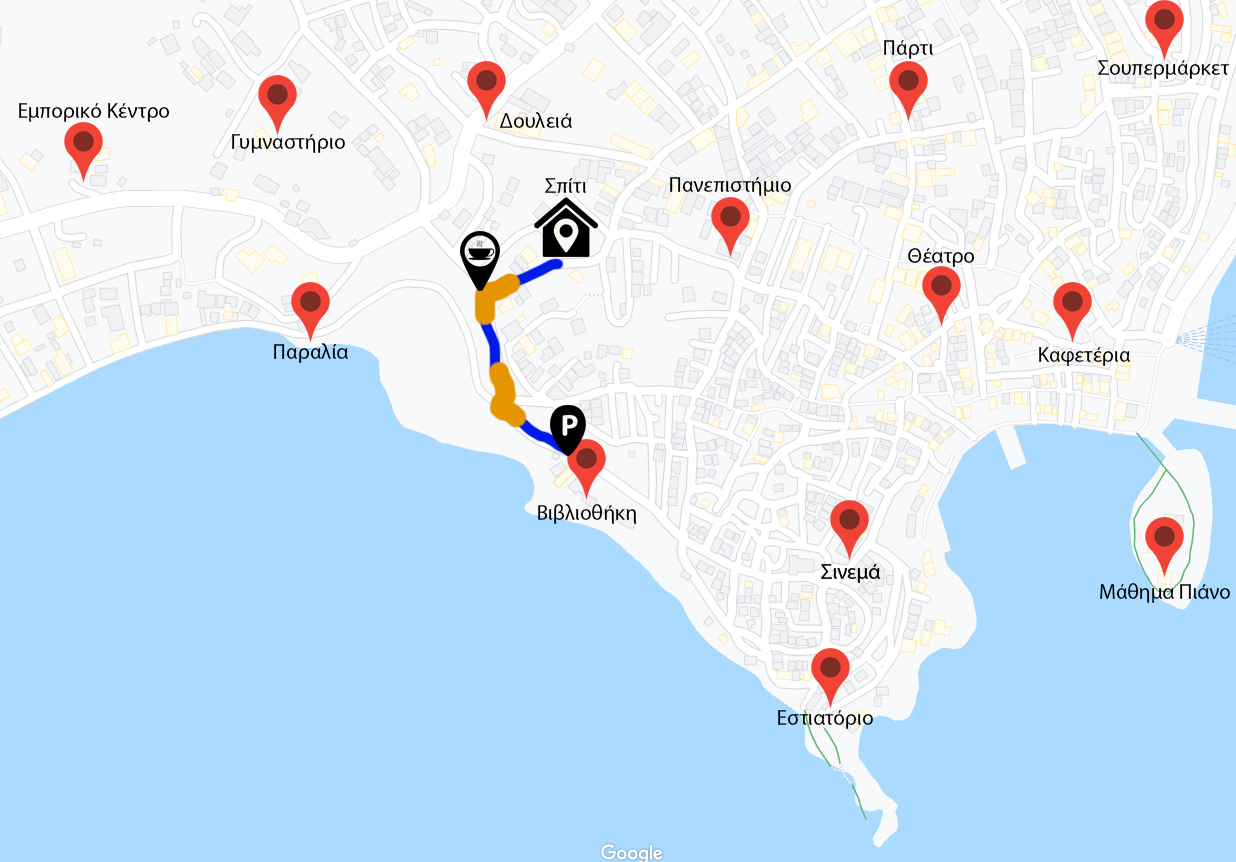 Πάρτι
Σουπερμάρκετ
Εμπορικό Κέντρο
Δουλειά
Γυμναστήριο
Σπίτι
Πανεπιστήμιο
Θέατρο
Παραλία
Καφετέρια
P
Βιβλιοθήκη
Σινεμά
Μάθημα Πιάνο
Εστιατόριο
Google